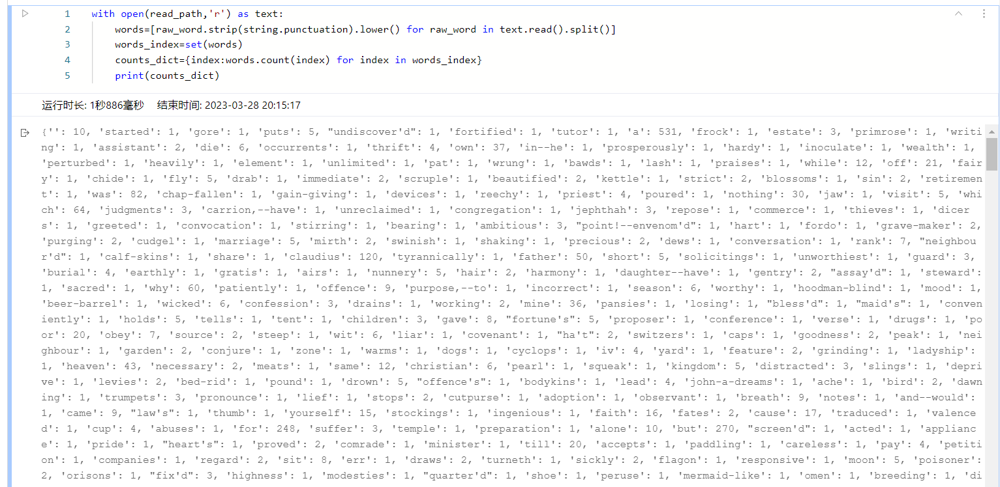 1 with open(read_path,'r') as text:
2 words=[raw_word.strip(string.punctuation).lower() for raw_word in text.read().split()]
3 words_index=set(words)
4 counts_dict={index:words.count(index) for index in words_index}
5 print(counts_dict)
运行时长: 1秒886毫秒 结束时间: 2023-03-28 20:15:17
{'': 10, 'started': 1, 'gore': 1, 'puts': 5, "undiscover'd": 1, 'fortified': 1, 'tutor': 1, 'a': 531, 'frock': 1, 'estate': 3, 'primrose': 1, 'writi
ng': 1, 'assistant': 2, 'die': 6, 'occurrents': 1, 'thrift': 4, 'own': 37, 'in--he': 1, 'prosperously': 1, 'hardy': 1, 'inoculate': 1, 'wealth': 1,
'perturbed': 1, 'heavily': 1, 'element': 1, 'unlimited': 1, 'pat': 1, 'wrung': 1, 'bawds': 1, 'lash': 1, 'praises': 1, 'while': 12, 'off': 21, 'fair
y': 1, 'chide': 1, 'fly': 5, 'drab': 1, 'immediate': 2, 'scruple': 1, 'beautified': 2, 'kettle': 1, 'strict': 2, 'blossoms': 1, 'sin': 2, 'retiremen
t': 1, 'was': 82, 'chap-fallen': 1, 'gain-giving': 1, 'devices': 1, 'reechy': 1, 'priest': 4, 'poured': 1, 'nothing': 30, 'jaw': 1, 'visit': 5, 'whi
ch': 64, 'judgments': 3, 'carrion,--have': 1, 'unreclaimed': 1, 'congregation': 1, 'jephthah': 3, 'repose': 1, 'commerce': 1, 'thieves': 1, 'dicer
s': 1, 'greeted': 1, 'convocation': 1, 'stirring': 1, 'bearing': 1, 'ambitious': 3, "point!--envenom'd": 1, 'hart': 1, 'fordo': 1, 'grave-maker': 2,
'purging': 2, 'cudgel': 1, 'marriage': 5, 'mirth': 2, 'swinish': 1, 'shaking': 1, 'precious': 2, 'dews': 1, 'conversation': 1, 'rank': 7, "neighbou
r'd": 1, 'calf-skins': 1, 'share': 1, 'claudius': 120, 'tyrannically': 1, 'father': 50, 'short': 5, 'solicitings': 1, 'unworthiest': 1, 'guard': 3,
'burial': 4, 'earthly': 1, 'gratis': 1, 'airs': 1, 'nunnery': 5, 'hair': 2, 'harmony': 1, 'daughter--have': 1, 'gentry': 2, "assay'd": 1, 'steward':
1, 'sacred': 1, 'why': 60, 'patiently': 1, 'offence': 9, 'purpose,--to': 1, 'incorrect': 1, 'season': 6, 'worthy': 1, 'hoodman-blind': 1, 'mood': 1,
'beer-barrel': 1, 'wicked': 6, 'confession': 3, 'drains': 1, 'working': 2, 'mine': 36, 'pansies': 1, 'losing': 1, "bless'd": 1, "maid's": 1, 'conven
iently': 1, 'holds': 5, 'tells': 1, 'tent': 1, 'children': 3, 'gave': 8, "fortune's": 5, 'proposer': 1, 'conference': 1, 'verse': 1, 'drugs': 1, 'po
or': 20, 'obey': 7, 'source': 2, 'steep': 1, 'wit': 6, 'liar': 1, 'covenant': 1, "ha't": 2, 'switzers': 1, 'caps': 1, 'goodness': 2, 'peak': 1, 'nei
ghbour': 1, 'garden': 2, 'conjure': 1, 'zone': 1, 'warms': 1, 'dogs': 1, 'cyclops': 1, 'iv': 4, 'yard': 1, 'feature': 2, 'grinding': 1, 'ladyship':
1, 'heaven': 43, 'necessary': 2, 'meats': 1, 'same': 12, 'christian': 6, 'pearl': 1, 'squeak': 1, 'kingdom': 5, 'distracted': 3, 'slings': 1, 'depri
ve': 1, 'levies': 2, 'bed-rid': 1, 'pound': 1, 'drown': 5, "offence's": 1, 'bodykins': 1, 'lead': 4, 'john-a-dreams': 1, 'ache': 1, 'bird': 2, 'dawn
ing': 1, 'trumpets': 3, 'pronounce': 1, 'lief': 1, 'stops': 2, 'cutpurse': 1, 'adoption': 1, 'observant': 1, 'breath': 9, 'notes': 1, 'and--would':
1, 'came': 9, "law's": 1, 'thumb': 1, 'yourself': 15, 'stockings': 1, 'ingenious': 1, 'faith': 16, 'fates': 2, 'cause': 17, 'traduced': 1, 'valence
d': 1, 'cup': 4, 'abuses': 1, 'for': 248, 'suffer': 3, 'temple': 1, 'preparation': 1, 'alone': 10, 'but': 270, "screen'd": 1, 'acted': 1, 'applianc
e': 1, 'pride': 1, "heart's": 1, 'proved': 2, 'comrade': 1, 'minister': 1, 'till': 20, 'accepts': 1, 'paddling': 1, 'careless': 1, 'pay': 4, 'petiti
on': 1, 'companies': 1, 'regard': 2, 'sit': 8, 'err': 1, 'draws': 2, 'turneth': 1, 'sickly': 2, 'flagon': 1, 'responsive': 1, 'moon': 5, 'poisoner':
2, 'orisons': 1, "fix'd": 3, 'highness': 1, 'modesties': 1, "quarter'd": 1, 'shoe': 1, 'peruse': 1, 'mermaid-like': 1, 'omen': 1, 'breeding': 1, 'di